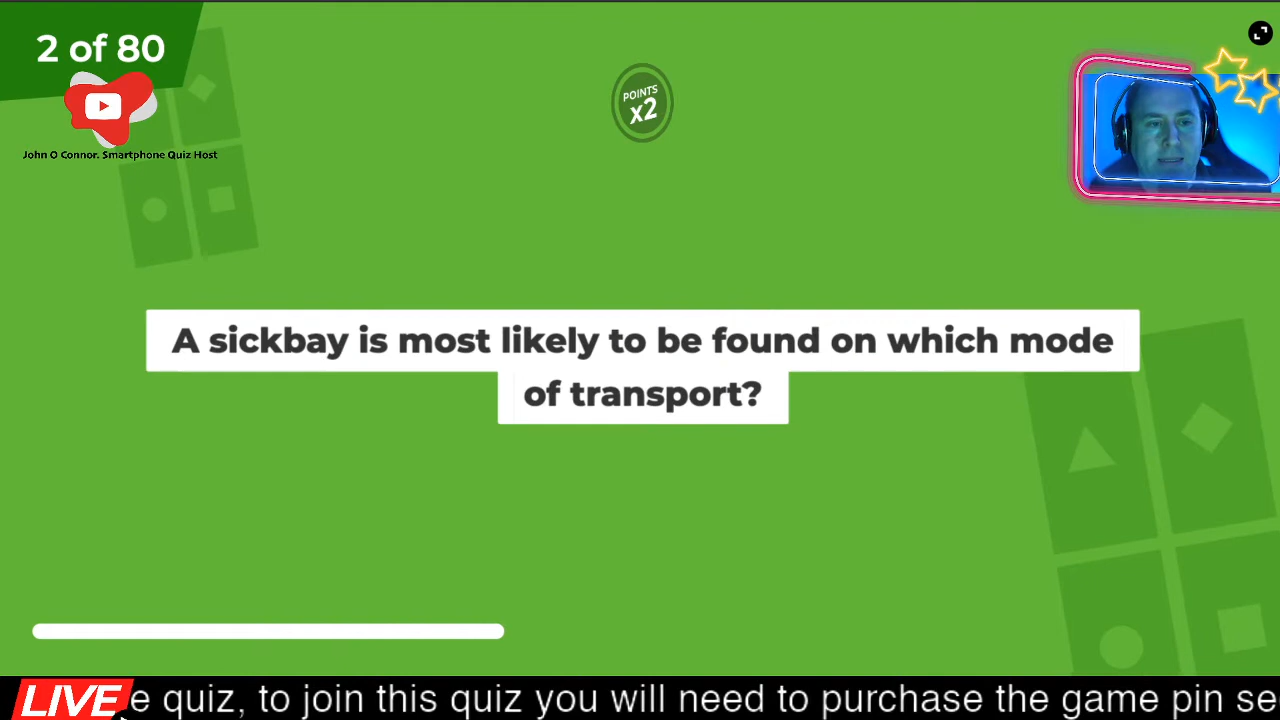 2 of 80
POINTS
x2
John O Connor. Smartphone Quiz Host
A sickbay is most likely to be found on which mode
of transport?
LIVE e quiz, to join this quiz you will need to purchase the game pin se